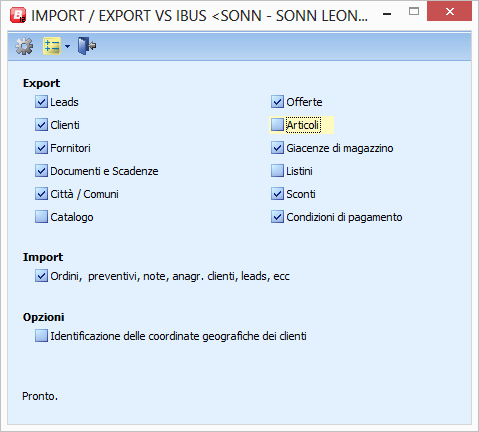 IMPORT / EXPORT VS IBUS <SONN - SONN LEON...
Export
Leads
Offerte
Clienti
Articoli
Fornitori
Giacenze di magazzino
Documenti e Scadenze
Listini
Città / Comuni
Sconti
Catalogo
Condizioni di pagamento
Import
Ordini, preventivi, note, anagr. clienti, leads, ecc
Opzioni
Identificazione delle coordinate geografiche dei clienti
Pronto.